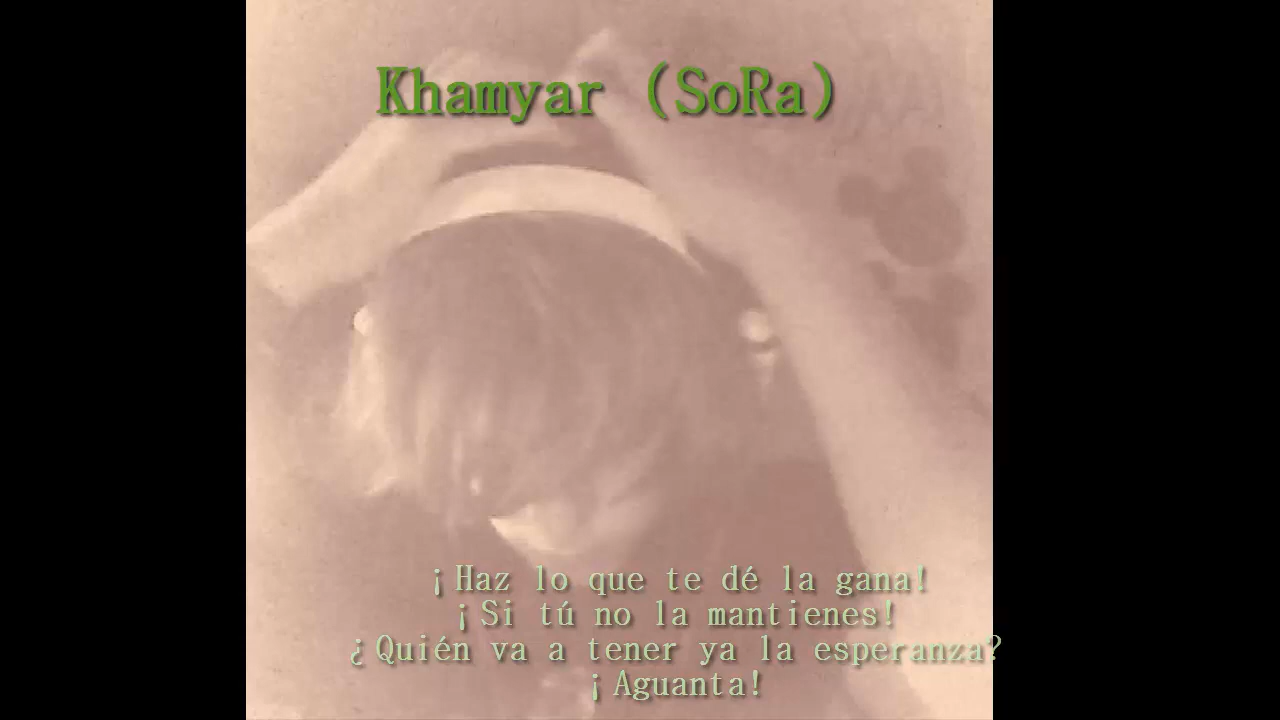 Khamyar (SoRa)
¡Haz lo que te dé la gana!
¡Si tú no la mantienes!
¿Quién va a tener ya la esperanza?
¡Aguanta!